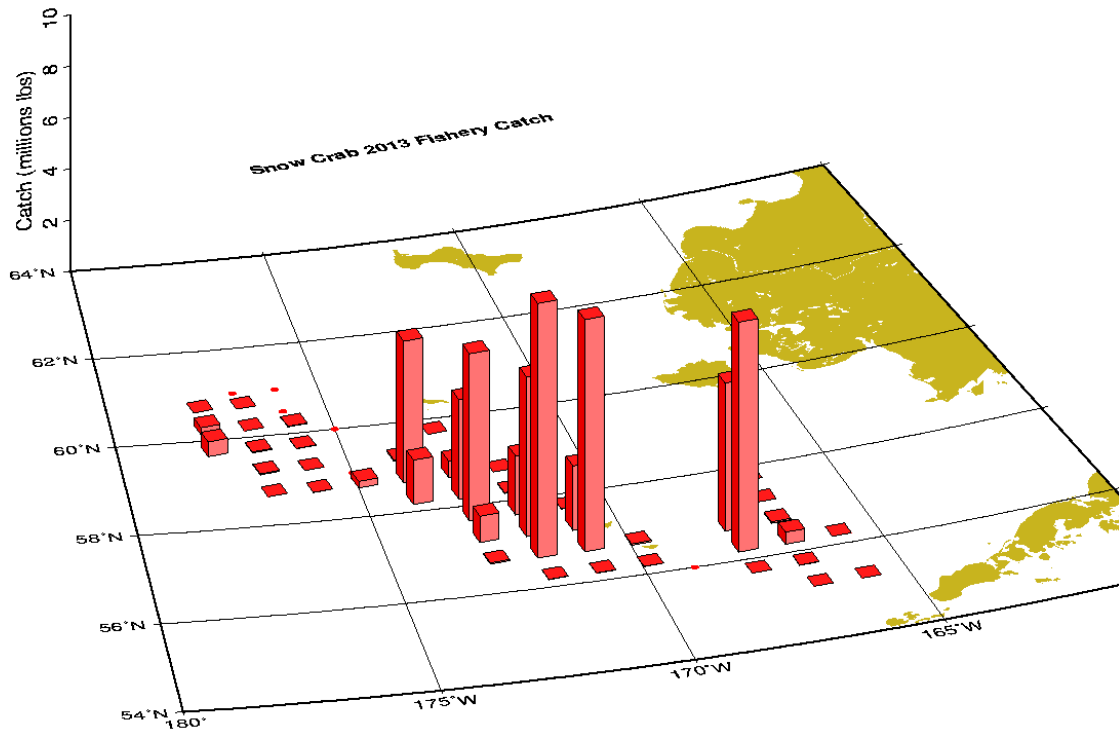 10
8
6
4
2
Catch (millions lbs)
Snow Crab 2013 Fishery Catch
64°N
62°N
60°N
58°N
56°N
54°N
180°
175°W
170°W
165°W